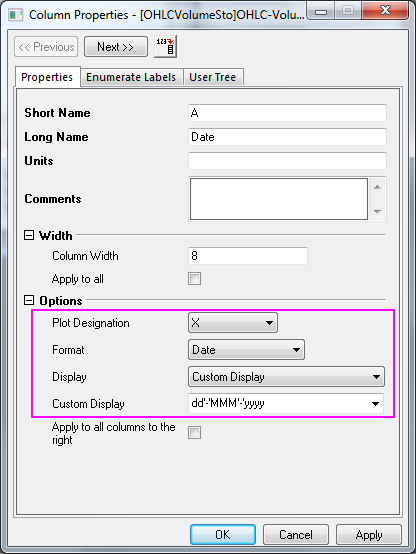 Column Properties - [OHLCVolumeSto]OHLC-Volu...
<< Previous Next >>
Properties Enumerate Labels User Tree
Short Name A
Long Name Date
Units
Comments
Width
Column Width 8
Apply to all
Options
Plot Designation X
Format Date
Display Custom Display
Custom Display dd'-'MMM'-'yyyy
Apply to all columns to the
right
OK Cancel Apply